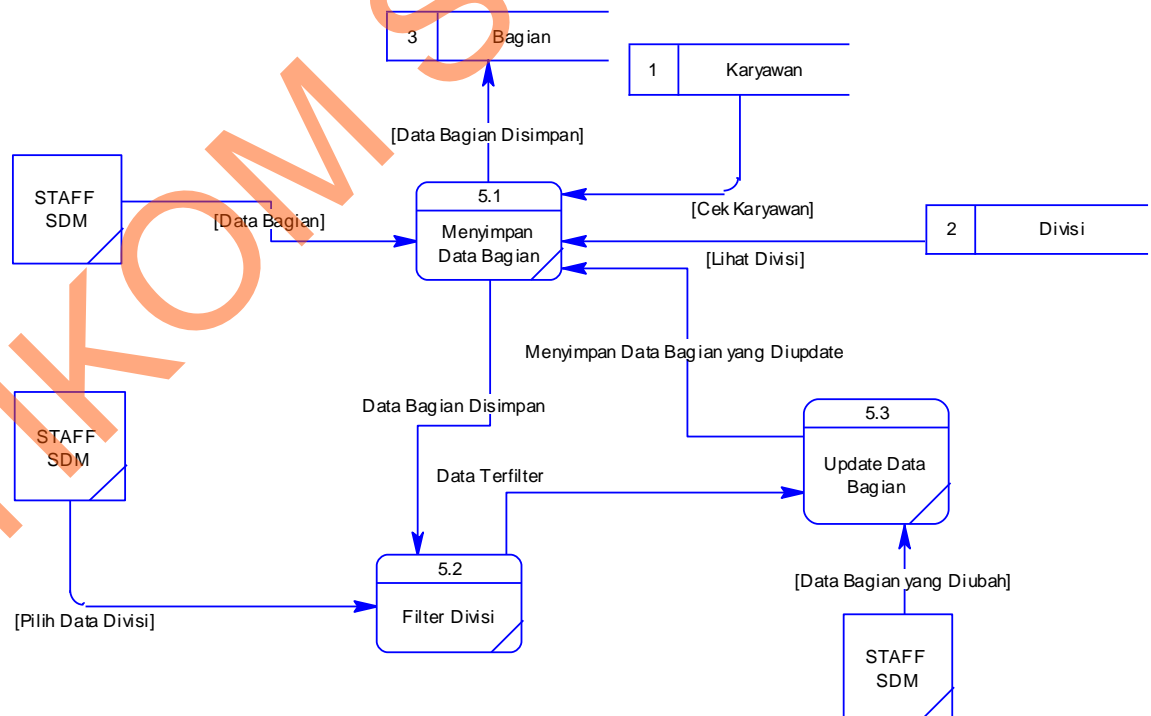 3
Bagian
1
Karyawan
[Data Bagian Disimpan]
STAFF
SDM
[Data Bagian]
5.1
Menyimpan
Data Bagian
[Cek Karyawan]
2
Divisi
[Lihat Divisi]
Menyimpan Data Bagian yang Diupdate
STAFF
SDM
Data Bagian Disimpan
5.3
Update Data
Bagian
Data Terfilter
5.2
Filter Divisi
[Pilih Data Divisi]
[Data Bagian yang Diubah]
STAFF
SDM
IKOM S